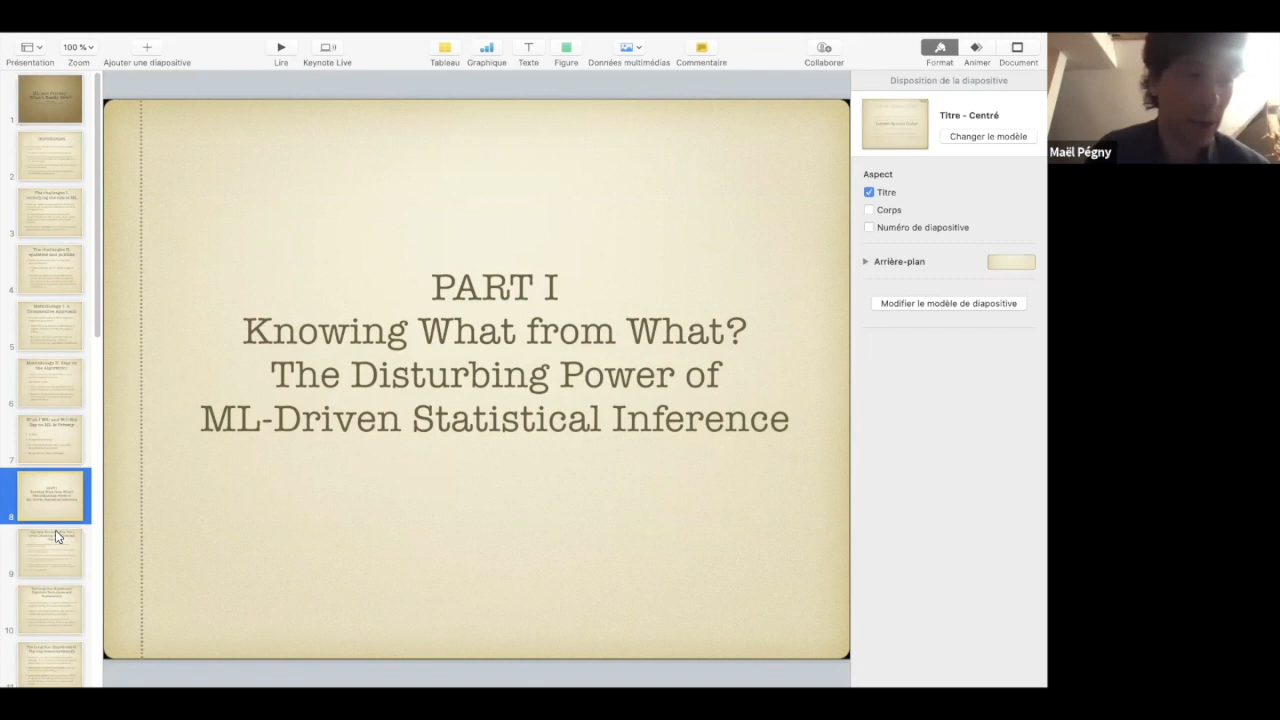 100 %
Présentation
Zoom
Ajouter une diapositive
Lire
Keynote Live
Tableau
Graphique
Texte
Figure
Données multimédias
Commentaire
Collaborer
Format
Animer
Document
1
2
3
4
5
6
7
8
9
10
PART I
Knowing What from What?
The Disturbing Power of
ML-Driven Statistical Inference
Disposition de la diapositive
Titre - Centré
Changer le modèle
Aspect
Titre
Corps
Numéro de diapositive
Arrière-plan
Modifier le modèle de diapositive
Maël Pégny